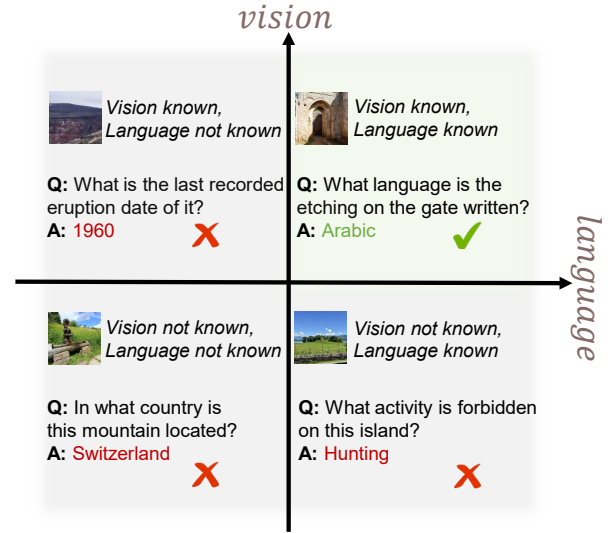 vision
Vision known,
Language not known
Q: What is the last recorded
eruption date of it?
A: 1960
Vision known,
Language known
Q: What language is the
etching on the gate written?
A: Arabic
language
Vision not known,
Language not known
Q: In what country is
this mountain located?
A: Switzerland
Vision not known,
Language known
Q: What activity is forbidden
on this island?
A: Hunting